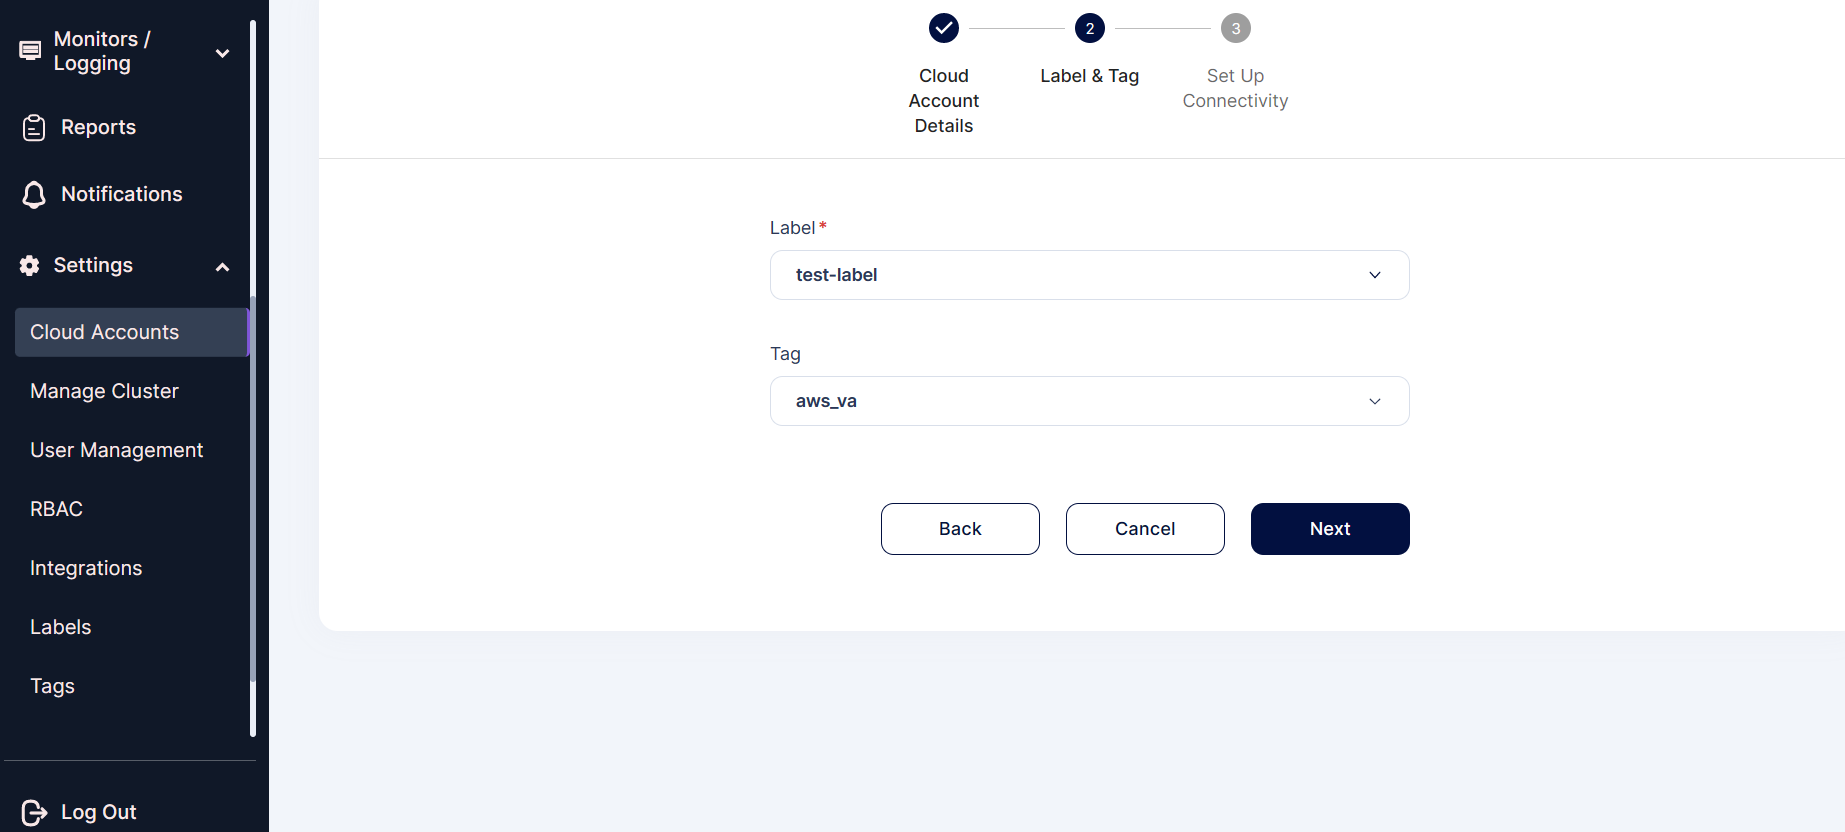 Monitors /
Logging
Reports
Notifications
Settings
Cloud Accounts
Manage Cluster
User Management
RBAC
Integrations
Labels
Tags
Log Out
2
3
Cloud
Account
Details
Label & Tag
Set Up
Connectivity
Label*
test-label
Tag
aws_va
Back
Cancel
Next